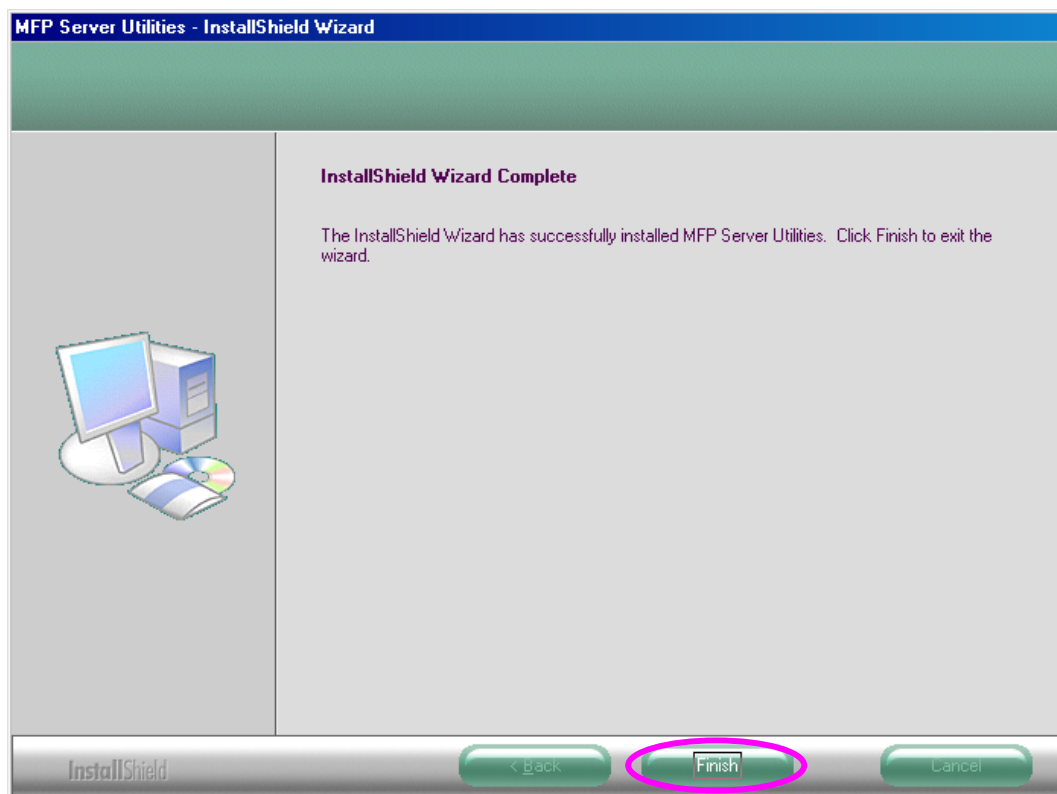 MFP Server Utilities - InstallShield Wizard
InstallShield Wizard Complete
The InstallShield Wizard has successfully installed MFP Server Utilities. Click Finish to exit the
wizard.
InstallShield
< Back
Finish
Cancel